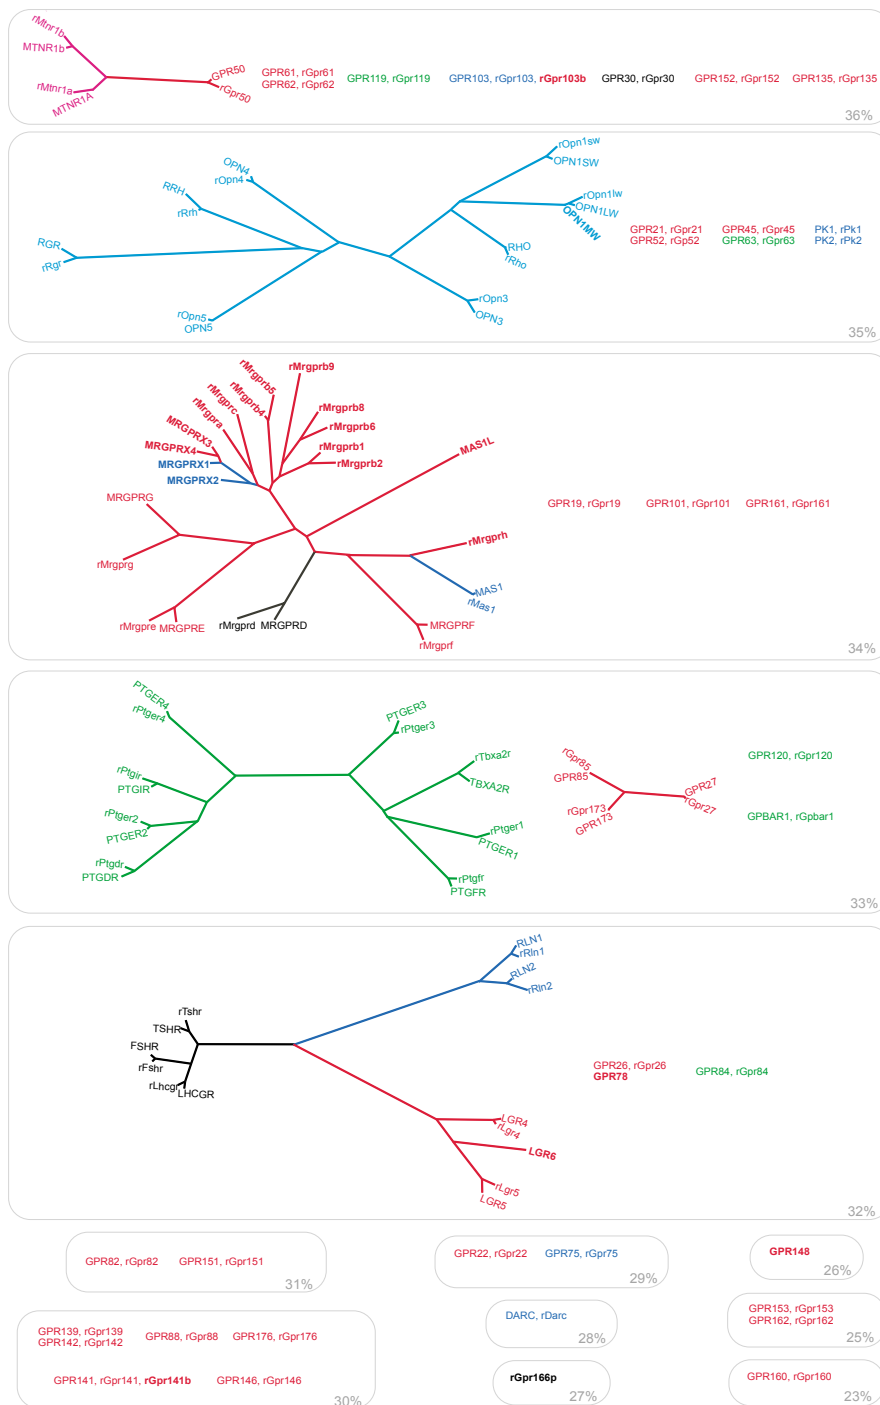 rMtnr1b
MTNR1b
rMtnr1a
MTNR1A
GPR50
rGpr50
GPR61, rGpr61
GPR62, rGpr62
GPR119, rGpr119
GPR103, rGpr103, rGpr103b
GPR30, rGpr30
GPR152, rGpr152
GPR135, rGpr135
36%
OPN4
rOpn4
RRH
rRrh
RGR
rRgr
rOpn5
OPN5
rOpn1sw
OPN1SW
rOpn1lw
OPN1LW
OPN1MW
RHO
rRho
rOpn3
OPN3
GPR21, rGpr21
GPR52, rGp52
GPR45, rGpr45
GPR63, rGpr63
PK1, rPk1
PK2, rPk2
35%
rMrgprb9
rMrgprb5
rMrgprb4
rMrgprc
rMrgpra
MRGPRX3
MRGPRX4
MRGPRX1
MRGPRX2
rMrgprb8
rMrgprb6
rMrgprb1
rMrgprb2
MAS1L
MRGPRG
rMrgprg
rMrgpre
MRGPRE
rMrgprd
MRGPRD
rMrgprh
MAS1
rMas1
MRGPRF
rMrgprf
GPR19, rGpr19
GPR101, rGpr101
GPR161, rGpr161
34%
PTGER4
rPtger4
rPtgir
PTGIR
rPtger2
PTGER2
rPtgdr
PTGDR
PTGER3
rPtger3
rTbxa2r
TBXA2R
rPtger1
PTGER1
rPtgfr
PTGFR
rGpr85
GPR85
rGpr173
GPR173
GPR27
rGpr27
GPR120, rGpr120
GPBAR1, rGpbar1
33%
RLN1
rRln1
RLN2
rRln2
rTshr
TSHR
FSHR
rFshr
rLhcgr
LHCGR
LGR4
rLgr4
LGR6
rLgr5
LGR5
GPR26, rGpr26
GPR78
GPR84, rGpr84
32%
GPR82, rGpr82
GPR151, rGpr151
31%
GPR22, rGpr22
GPR75, rGpr75
29%
GPR148
26%
GPR139, rGpr139
GPR142, rGpr142
GPR88, rGpr88
GPR176, rGpr176
GPR141, rGpr141, rGpr141b
GPR146, rGpr146
30%
DARC, rDarc
28%
rGpr166p
27%
GPR153, rGpr153
GPR162, rGpr162
25%
GPR160, rGpr160
23%